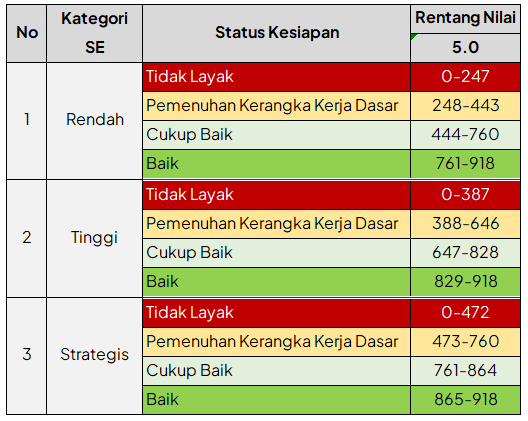 No Kategori SE Status Kesiapan Rentang Nilai
5.0
1 Rendah Tidak Layak 0-247
Pemenuhan Kerangka Kerja Dasar 248-443
Cukup Baik 444-760
Baik 761-918
2 Tinggi Tidak Layak 0-387
Pemenuhan Kerangka Kerja Dasar 388-646
Cukup Baik 647-828
Baik 829-918
3 Strategis Tidak Layak 0-472
Pemenuhan Kerangka Kerja Dasar 473-760
Cukup Baik 761-864
Baik 865-918